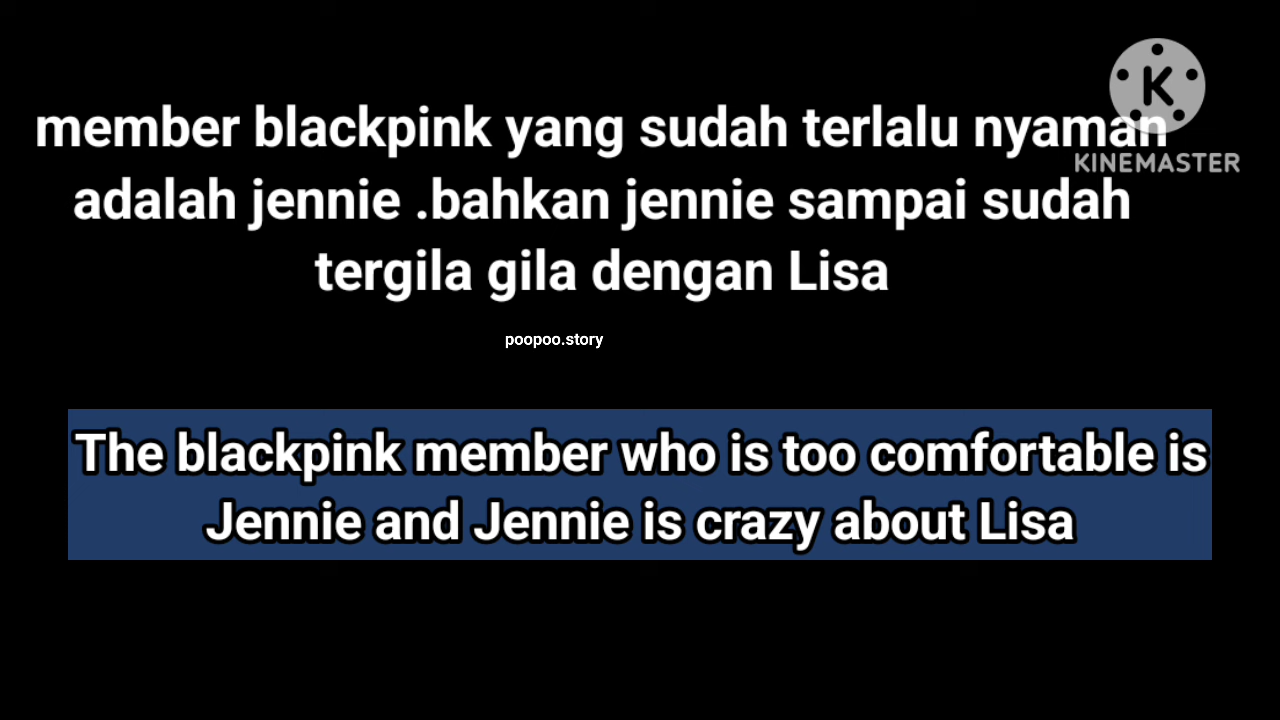 member blackpink yang sudah terlalu nyaman
adalah jennie .bahkan jennie sampai sudah
tergila gila dengan Lisa
KINEMASTER
poopoo.story
The blackpink member who is too comfortable is
Jennie and Jennie is crazy about Lisa